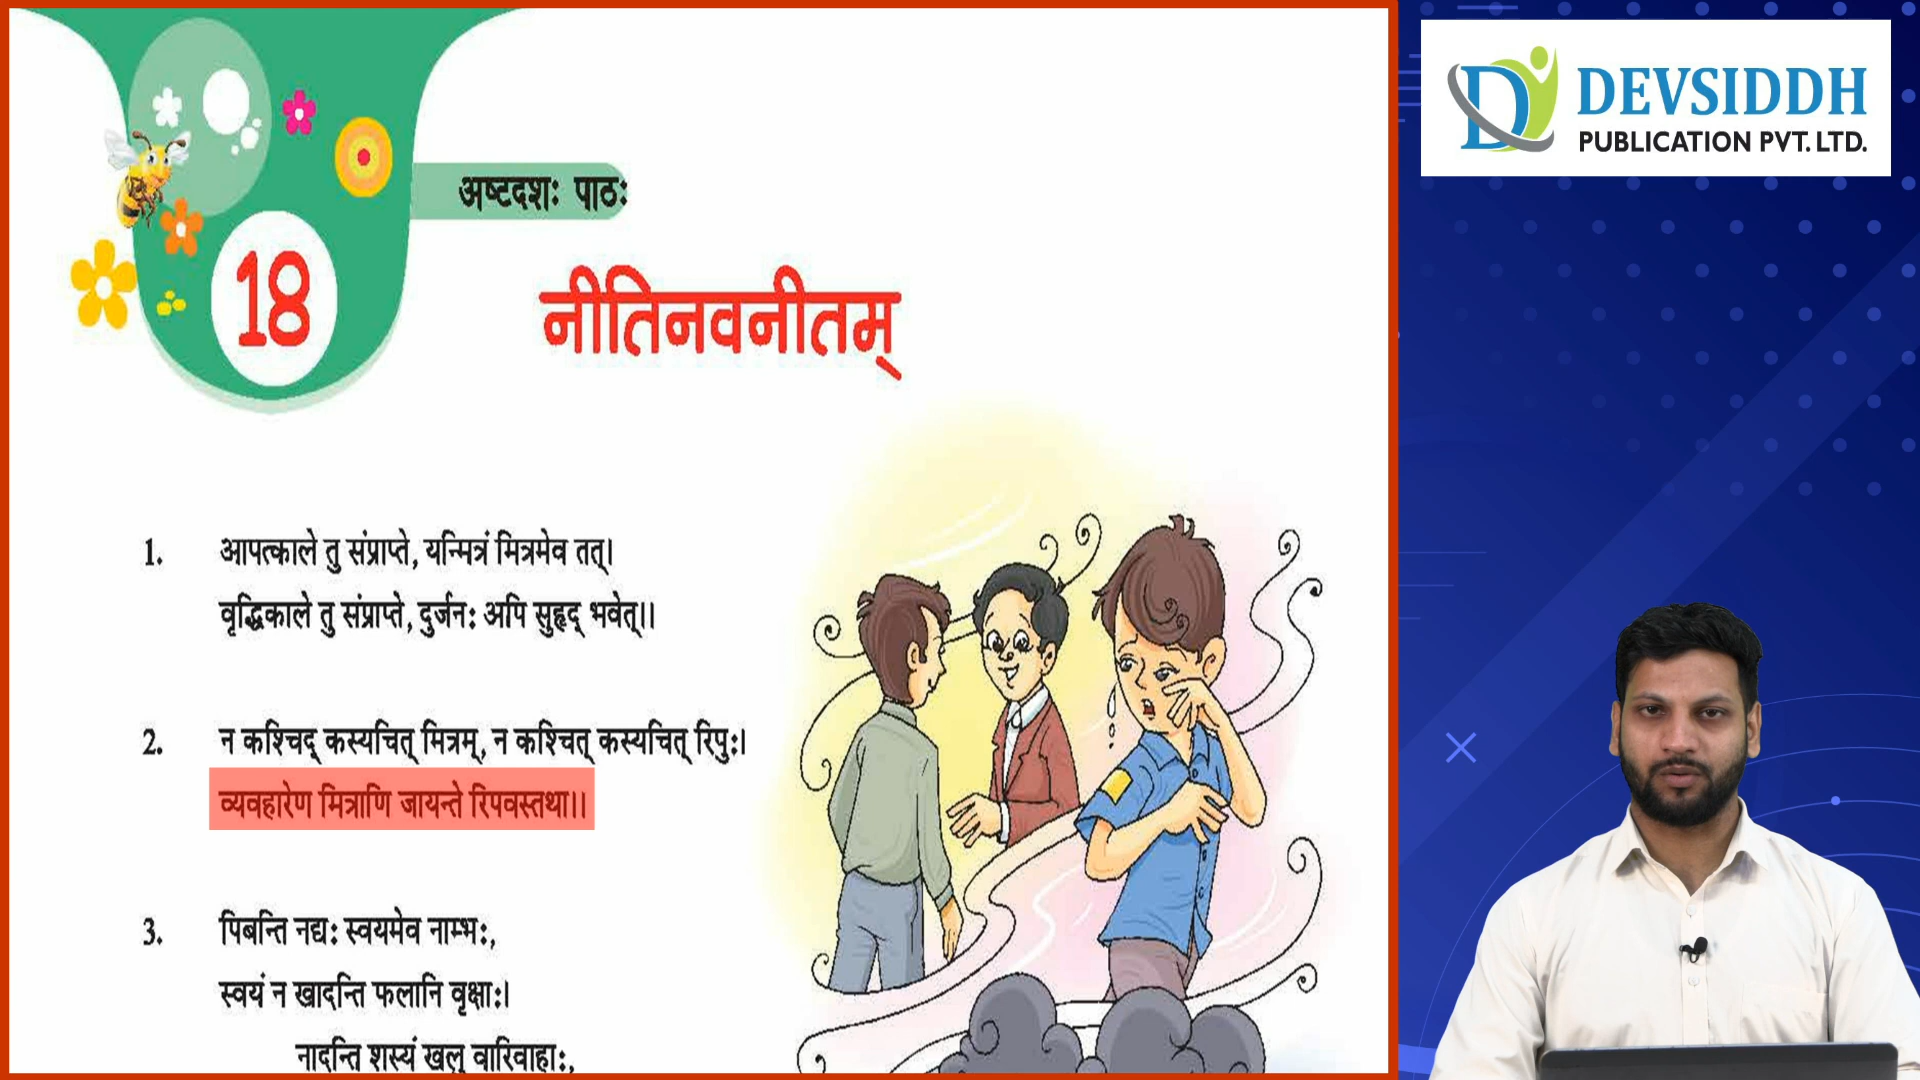 अष्टदशः पाठः
18
नीतिनवनीतम्
1. आपत्काले तु संप्राप्ते, यन्मित्रं मित्रमेव तत्।
वृद्धिकाले तु संप्राप्ते, दुर्जनः अपि सुहृद् भवेत्।।
2. न कश्चिद् कस्यचित् मित्रम्, न कश्चित् कस्यचित् रिपुः।
व्यवहारेण मित्राणि जायन्ते रिपवस्तथा।।
3. पिबन्ति नद्यः स्वयमेव नाम्भः,
स्वयं न खादन्ति फलानि वृक्षाः।
नादन्ति शस्यं खलु वारिवाहाः,
DEVSIDDH
PUBLICATION PVT. LTD.